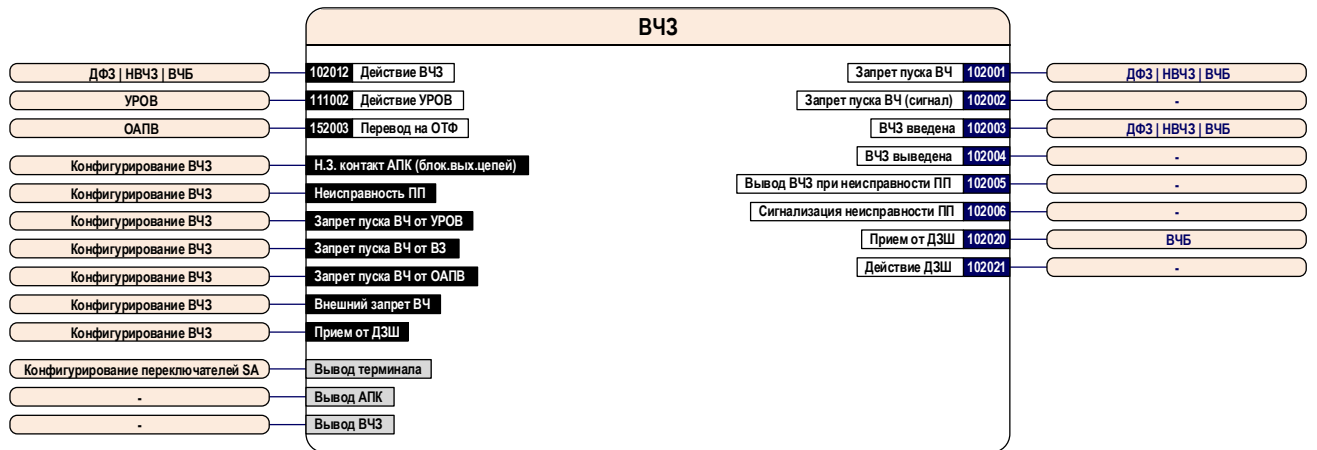 ВЧЗ
ДФЗ | НВЧЗ | ВЧБ 102012 Действие ВЧЗ Запрет пуска ВЧ 102001 ДФЗ | НВЧЗ | ВЧБ
УРОВ 111002 Действие УРОВ Запрет пуска ВЧ (сигнал) 102002 -
ОАПВ 152003 Перевод на ОТФ ВЧЗ введена 102003 ДФЗ | НВЧЗ | ВЧБ
ВЧЗ выведена 102004 -
Конфигурирование ВЧЗ Н.З. контакт АПК (блок.вых.цепей)
Вывод ВЧЗ при неисправности ПП 102005 -
Конфигурирование ВЧЗ Неисправность ПП
Сигнализация неисправности ПП 102006 -
Конфигурирование ВЧЗ Запрет пуска ВЧ от УРОВ
Прием от ДЗШ 102020 ВЧБ
Конфигурирование ВЧЗ Запрет пуска ВЧ от ВЗ
Действие ДЗШ 102021 -
Конфигурирование ВЧЗ Запрет пуска ВЧ от ОАПВ
Конфигурирование ВЧЗ Внешний запрет ВЧ
Конфигурирование ВЧЗ Прием от ДЗШ
Конфигурирование переключателей SA Вывод терминала
- Вывод АПК
- Вывод ВЧЗ